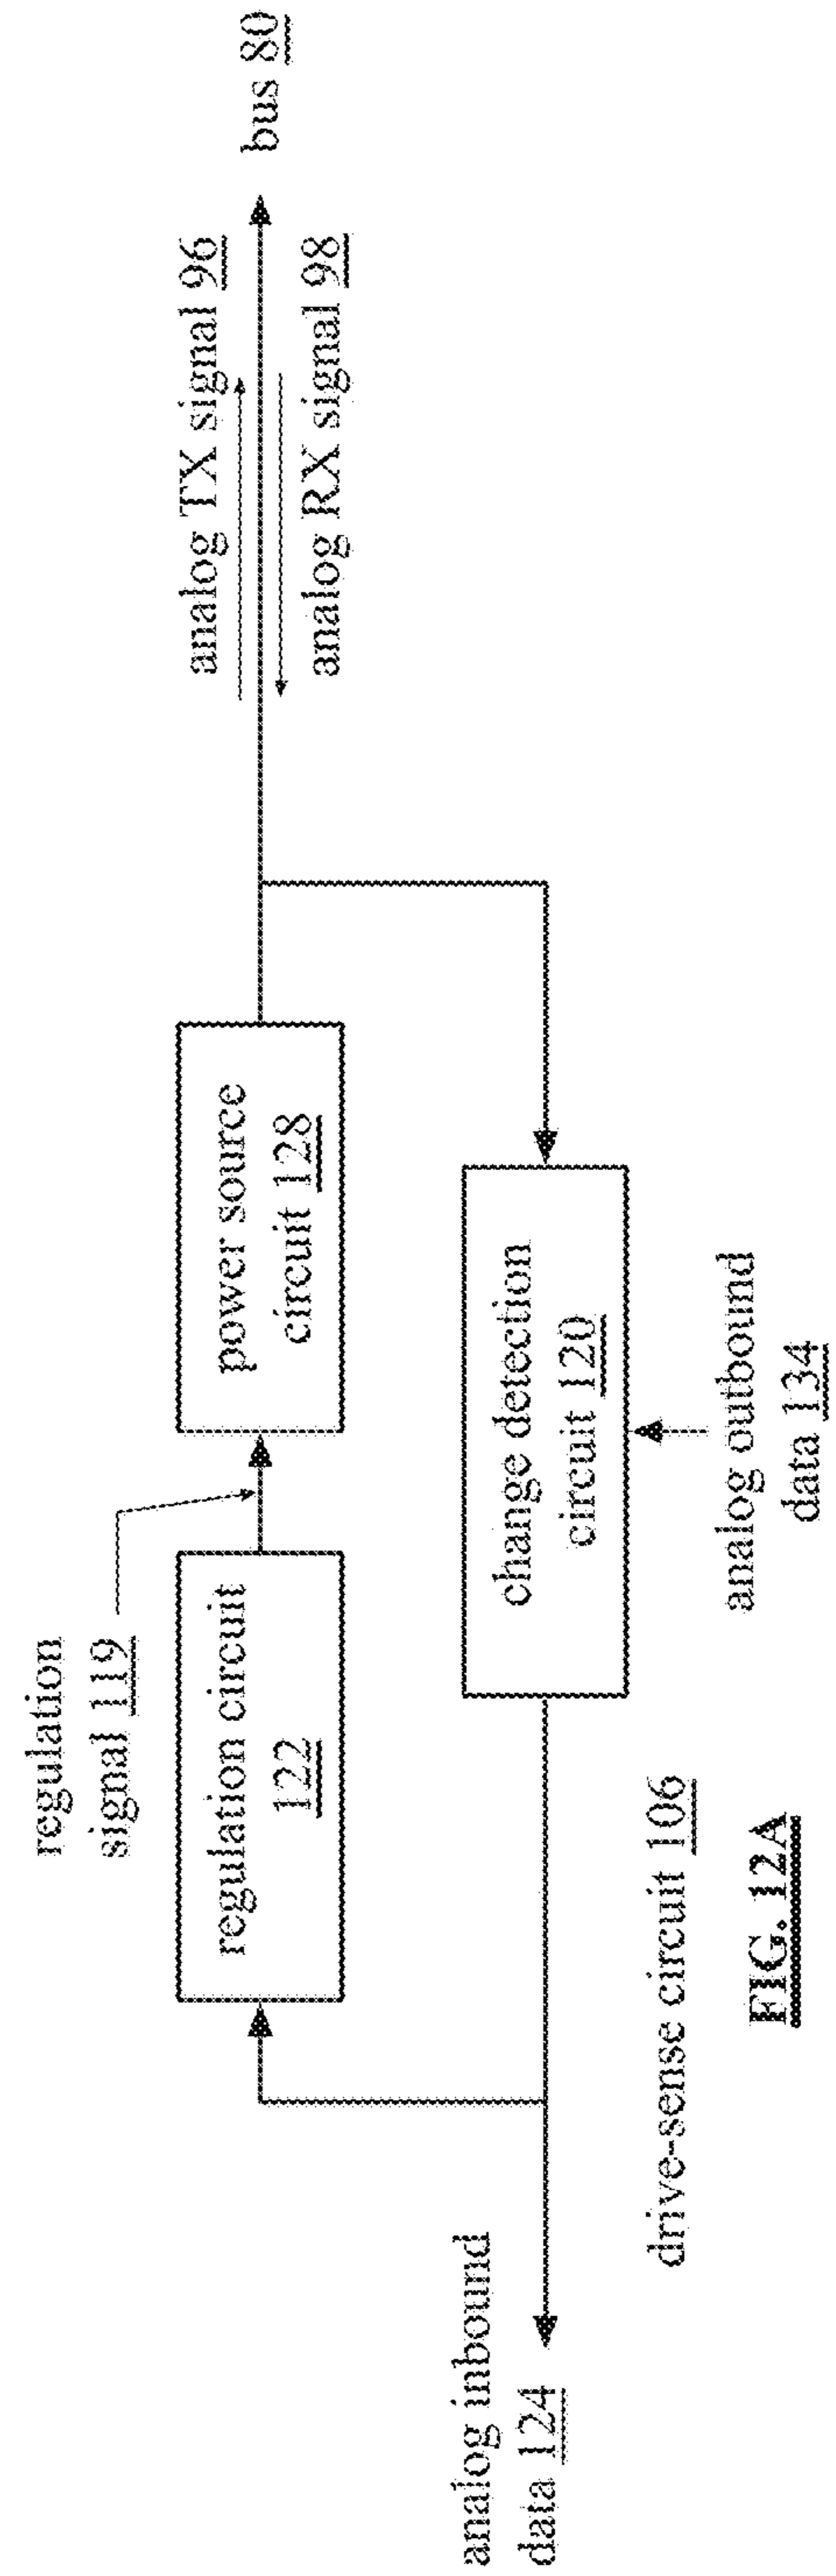 regulation
signal 119
regulation circuit
122
power source
circuit 128
analog TX signal 96
analog RX signal 98
bus 80
analog inbound
data 124
change detection
circuit 120
analog outbound
data 134
drive-sense circuit 106
FIG. 12A